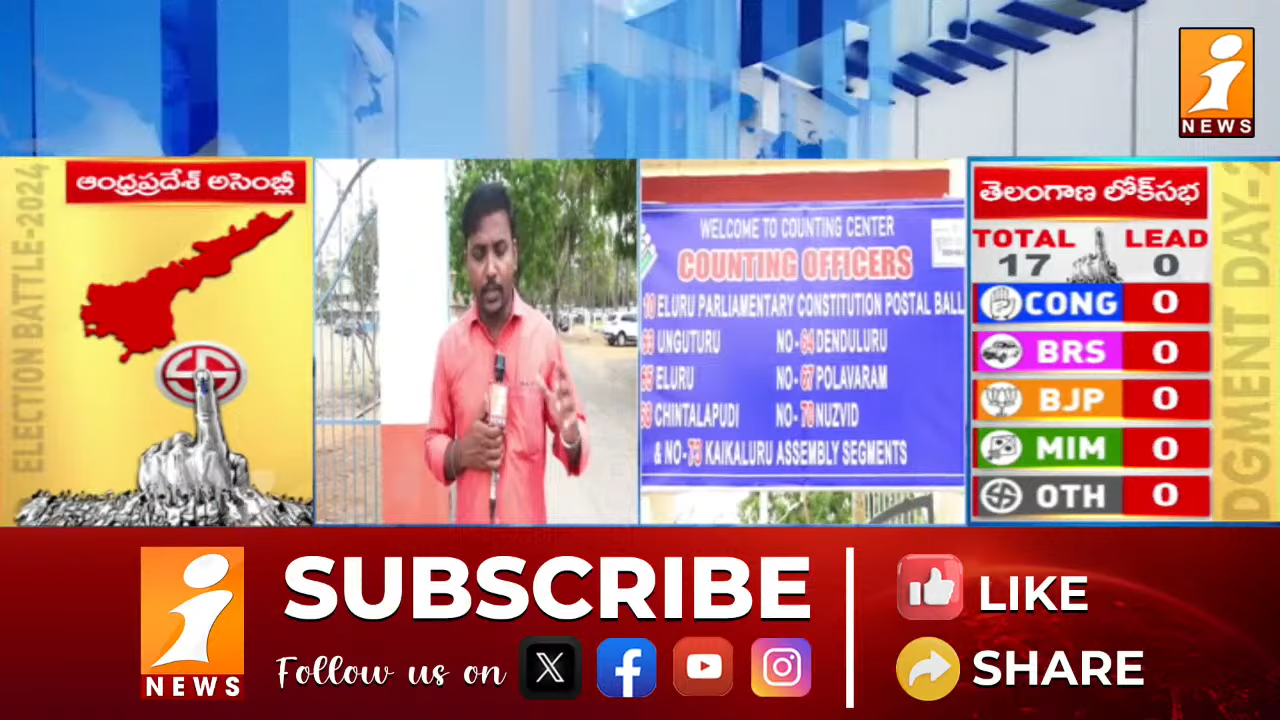 i
NEWS
ELECTION BATTLE-2024
ఆంధ్రప్రదేశ్ అసెంబ్లీ
WELCOME TO COUNTING CENTER
COUNTING OFFICERS
10 ELURU PARLIAMENTARY CONSTITUTION POSTAL BALL
UNGUTURU NO-64 DENDULURU
ELURU NO-67 POLAVARAM
CHINTALAPUDI NO-70 NUZVID
& NO-73 KAIKALURU ASSEMBLY SEGMENTS
తెలంగాణ లోక్‌సభ
TOTAL LEAD
17 0
CONG 0
BRS 0
BJP 0
MIM 0
OTH 0
DGMENT DAY-2
i
NEWS
SUBSCRIBE
Follow us on X f
LIKE
SHARE